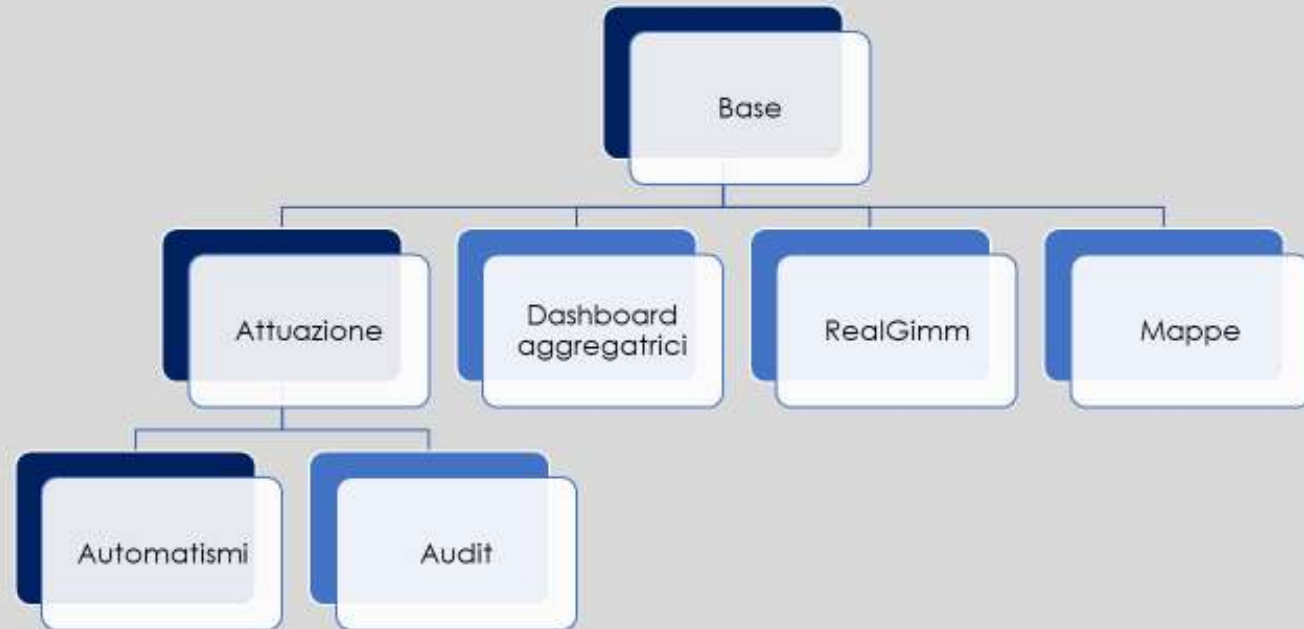 Base
Attuazione
Dashboard
aggregatrici
RealGimm
Mappe
Automatismi
Audit